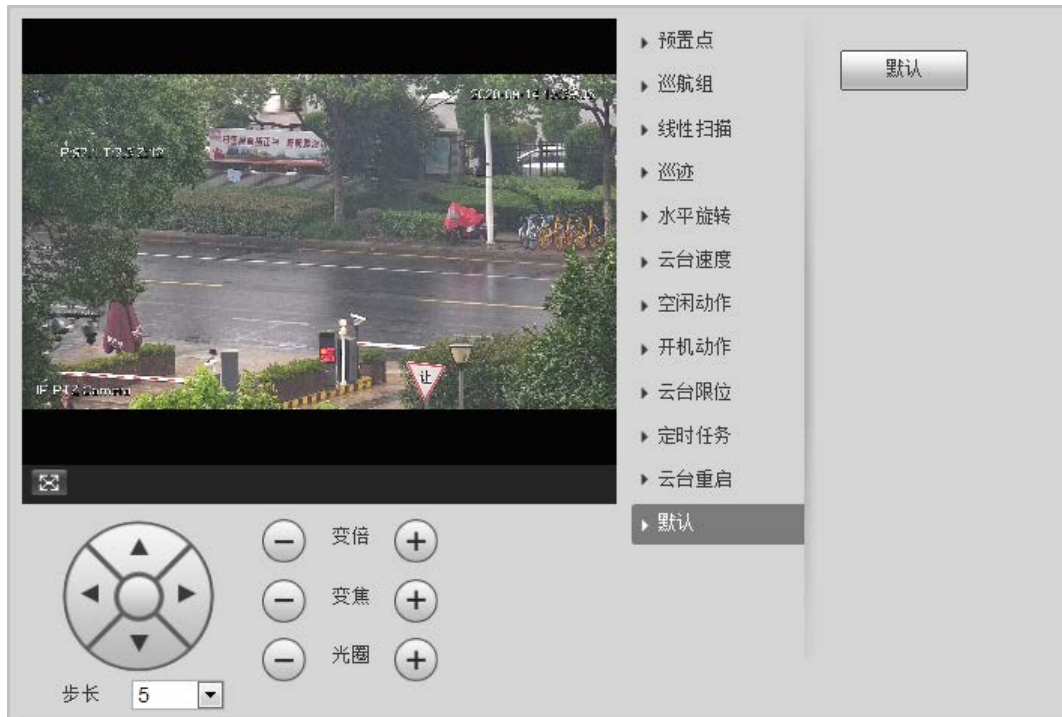 IP PTZ Camera
让
变倍
变焦
光圈
步长
5
预置点
巡航组
线性扫描
巡迹
水平旋转
云台速度
空闲动作
开机动作
云台限位
定时任务
云台重启
默认
默认